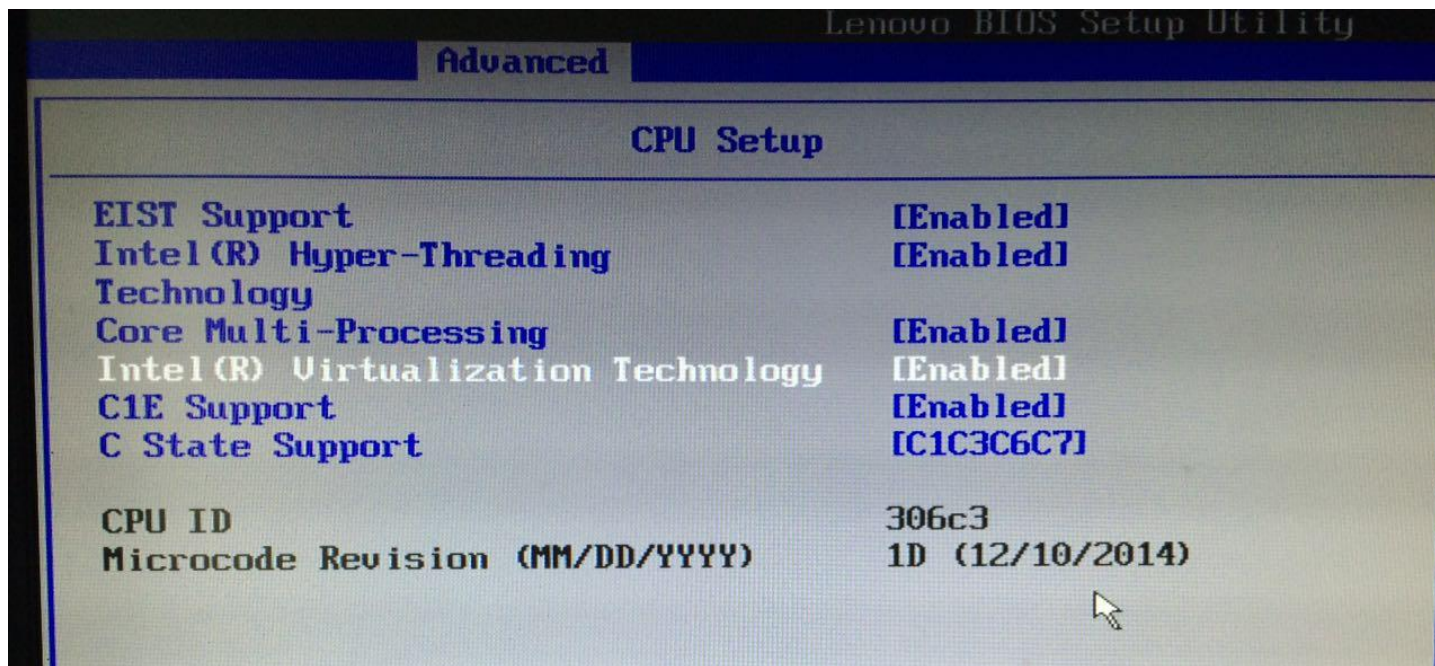 Lenovo BIOS Setup Utility
Advanced
CPU Setup
EIST Support [Enabled]
Intel(R) Hyper-Threading [Enabled]
Technology
Core Multi-Processing [Enabled]
Intel(R) Virtualization Technology [Enabled]
C1E Support [Enabled]
C State Support [C1C3C6C7]
CPU ID 306c3
Microcode Revision (MM/DD/YYYY) 1D (12/10/2014)